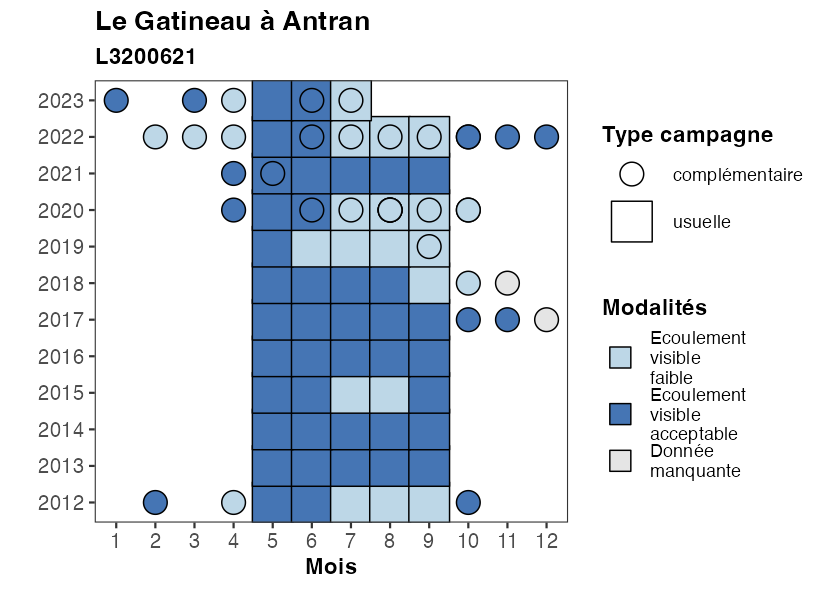 Le Gatineau à Antran
L3200621
2023
2022
2021
2020
2019
2018
2017
2016
2015
2014
2013
2012
1 2 3 4 5 6 7 8 9 10 11 12
Mois
Type campagne
complémentaire
usuelle
Modalités
Ecoulement
visible
faible
Ecoulement
visible
acceptable
Donnée
manquante